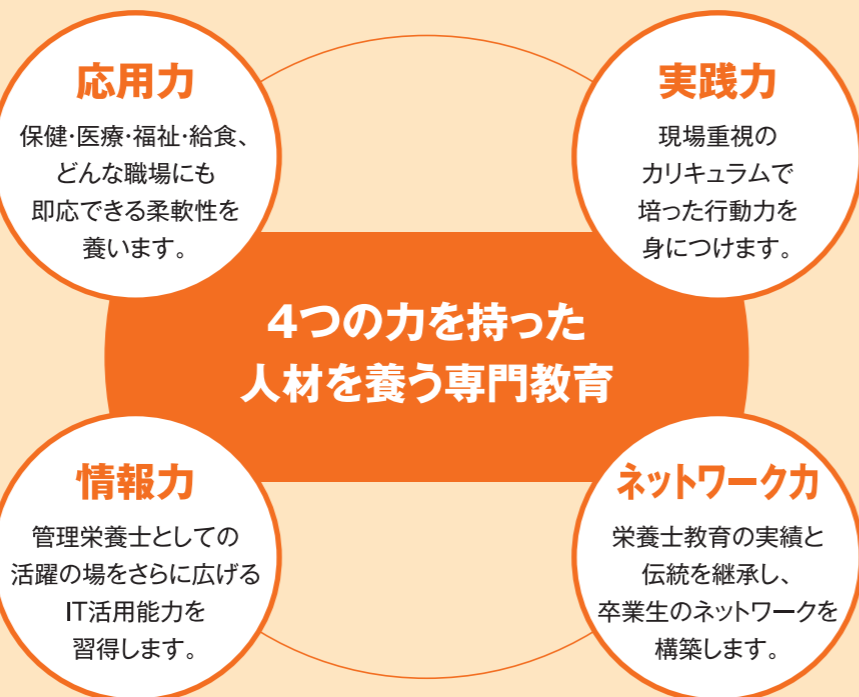 応用力
保健・医療・福祉・給食、
どんな職場にも
即応できる柔軟性を
養います。
実践力
現場重視の
カリキュラムで
培った行動力を
身につけます。
4つの力を持った
人材を養う専門教育
情報力
管理栄養士としての
活躍の場をさらに広げる
IT活用能力を
習得します。
ネットワーク力
栄養士教育の実績と
伝統を継承し、
卒業生のネットワークを
構築します。